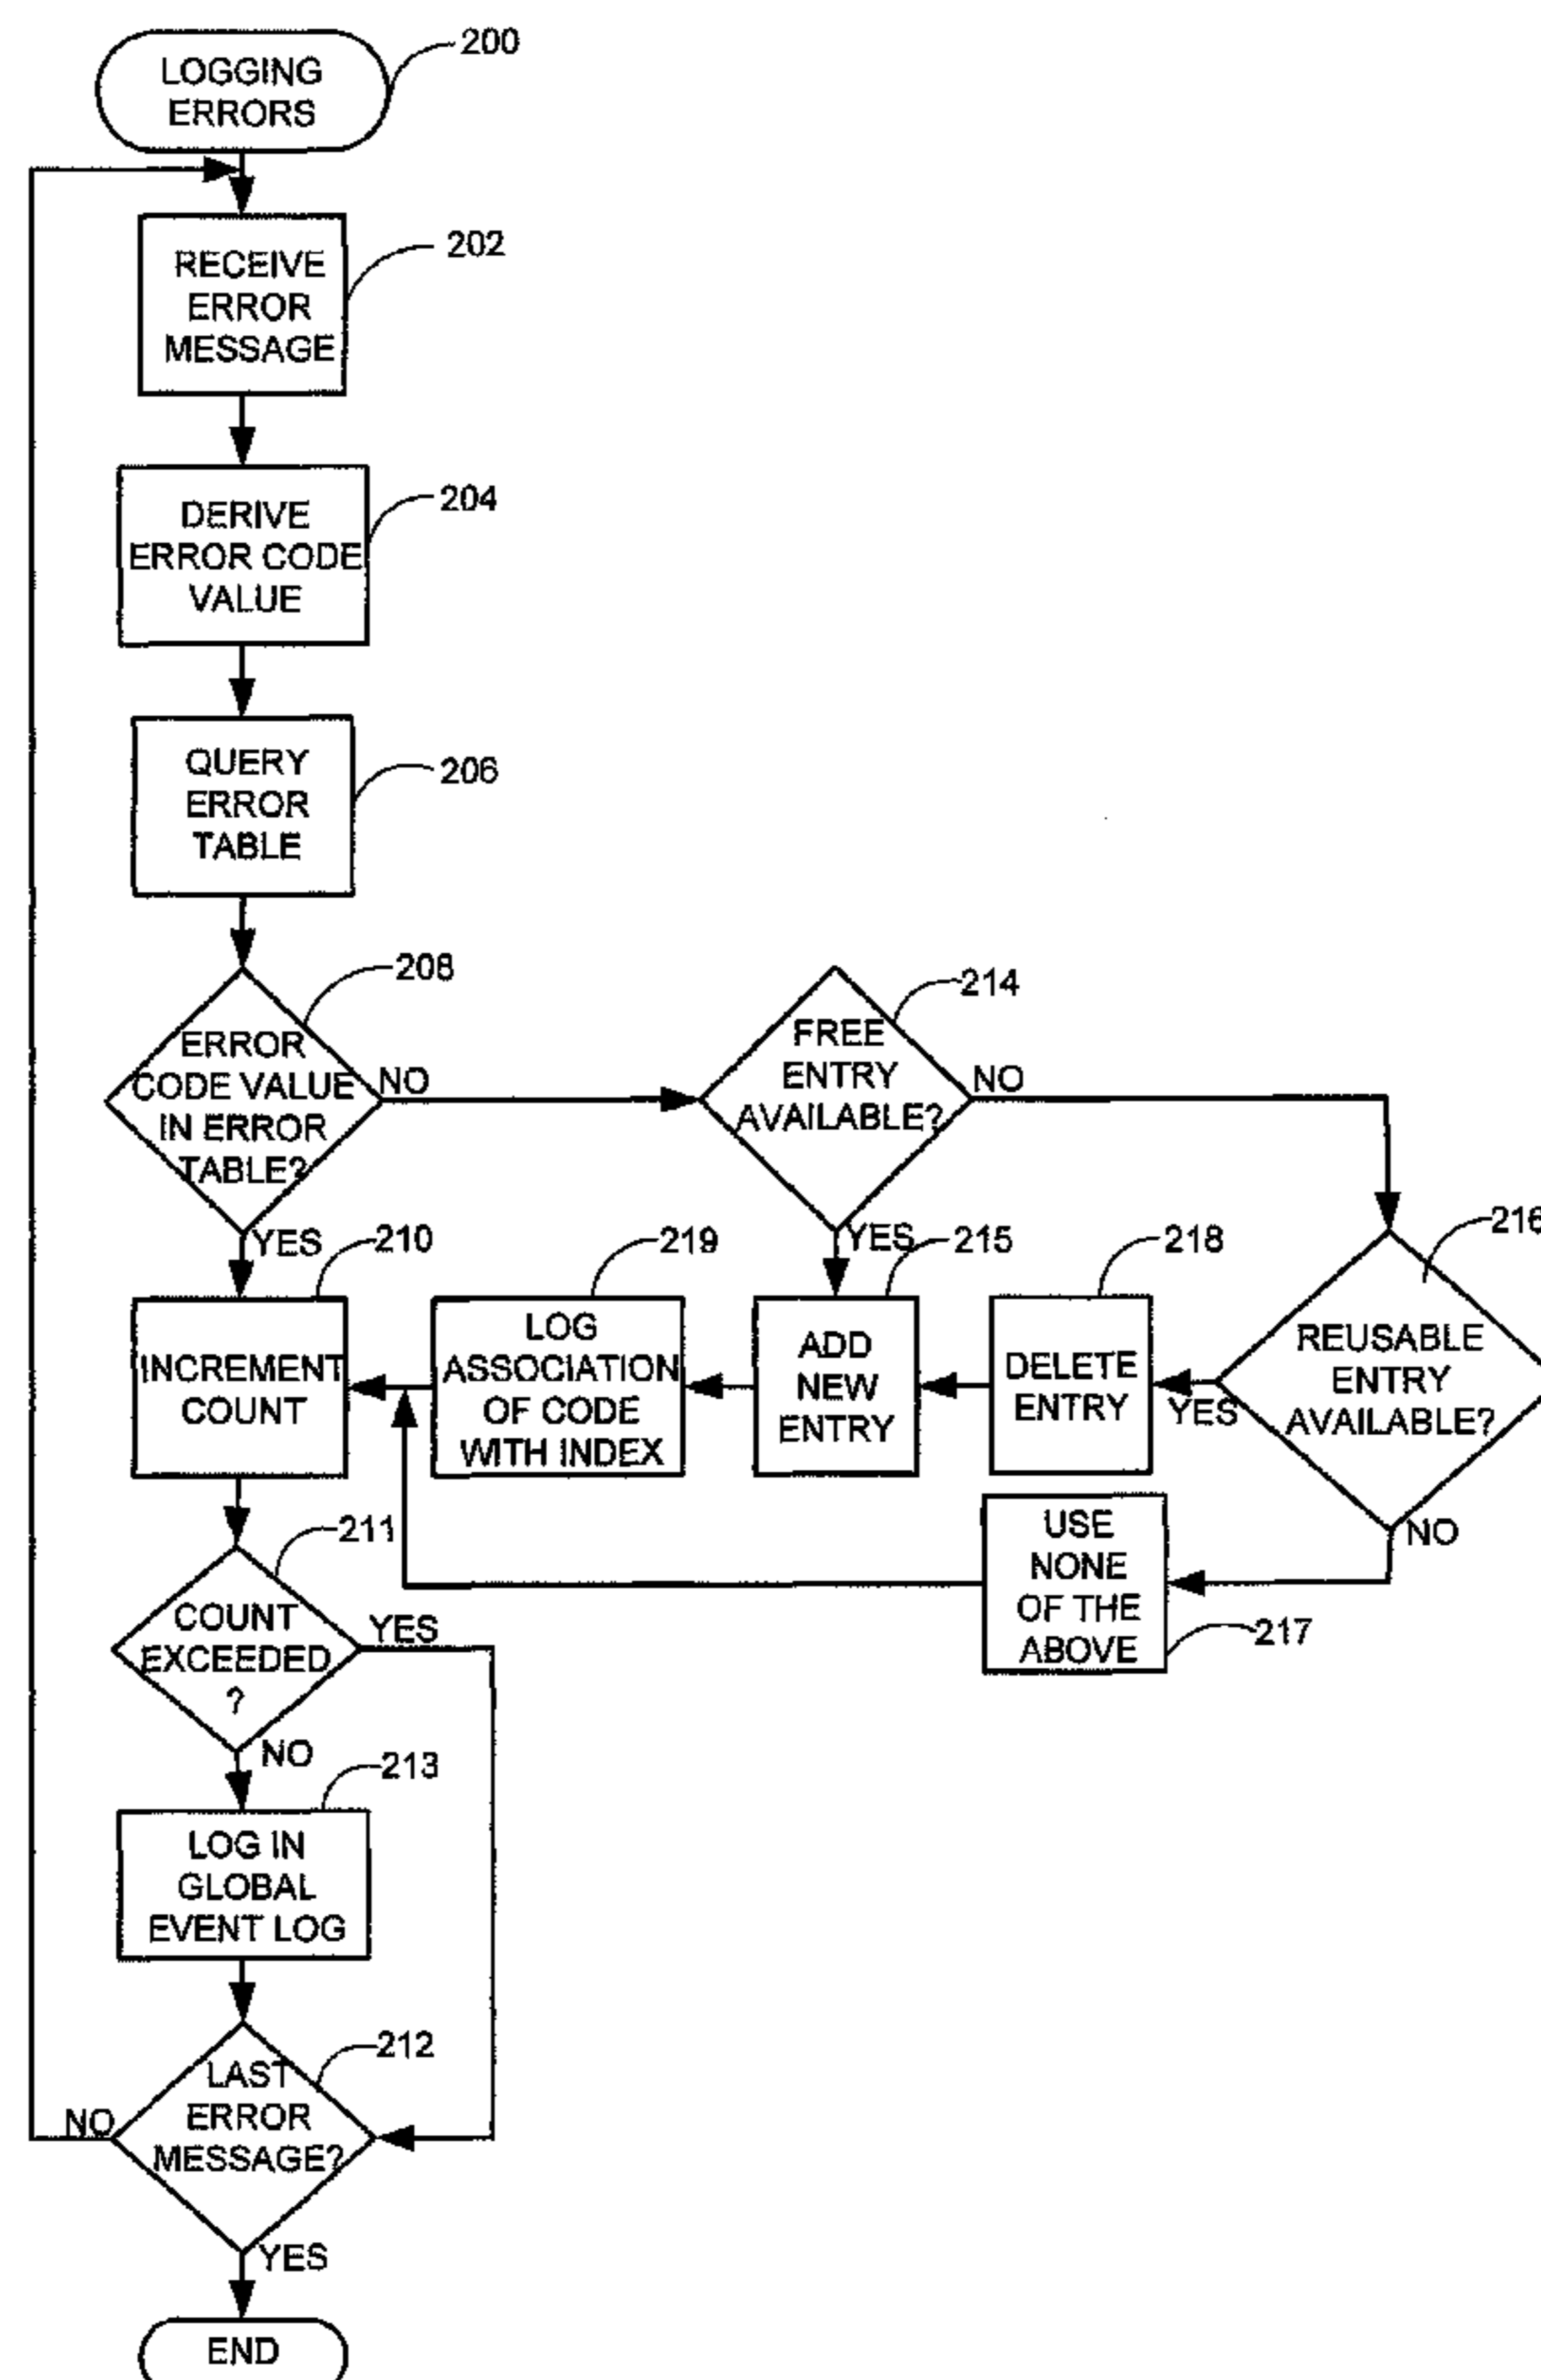 LOGGING
ERRORS
200
RECEIVE
ERROR
MESSAGE
202
DERIVE
ERROR CODE
VALUE
204
QUERY
ERROR
TABLE
206
ERROR
CODE VALUE
IN ERROR
TABLE?
208
NO
YES
FREE
ENTRY
AVAILABLE?
214
NO
YES
INCREMENT
COUNT
210
LOG
ASSOCIATION
OF CODE
WITH INDEX
219
ADD
NEW
ENTRY
215
DELETE
ENTRY
218
REUSABLE
ENTRY
AVAILABLE?
216
YES
NO
USE
NONE
OF THE
ABOVE
217
COUNT
EXCEEDED
?
211
YES
NO
LOG IN
GLOBAL
EVENT LOG
213
LAST
ERROR
MESSAGE?
212
NO
YES
END